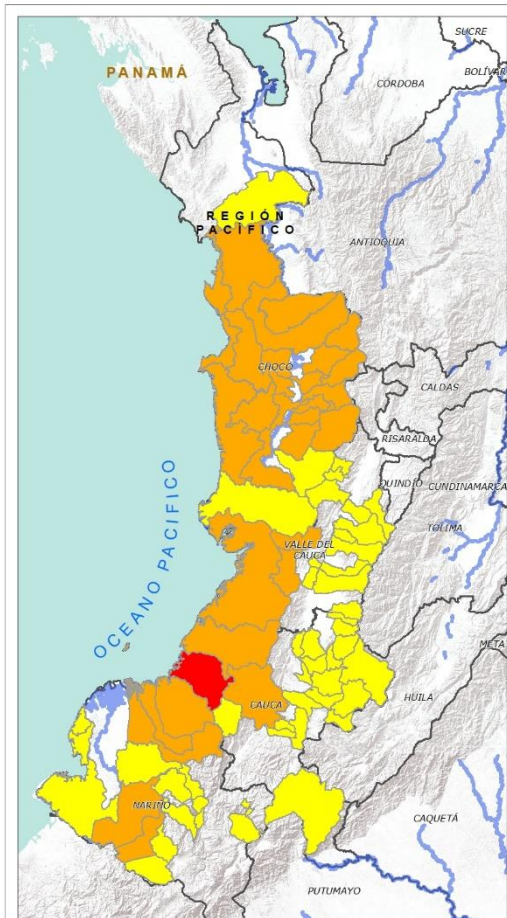 SUCRE
PANAMÁ
BOLÍVAR
CÓRDOBA
REGIÓN
PACÍFICO
ANTIOQUIA
CHOCÓ
CALDAS
RISARALDA
QUINDÍO
CUNDINAMARCA
TOLIMA
VALLE DEL
CAUCA
OCEANO PACIFICO
META
HUILA
CAUCA
NARIÑO
CAQUETÁ
PUTUMAYO